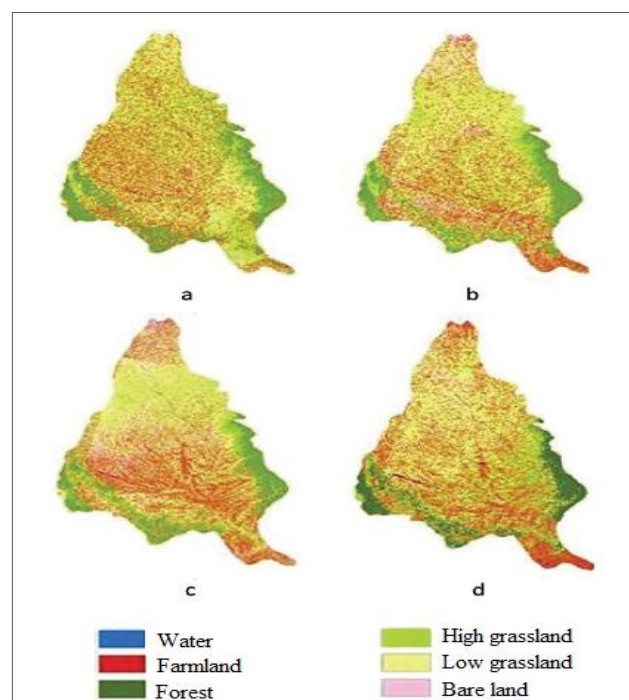 a b
c d
Water High grassland
Farmland Low grassland
Forest Bare land